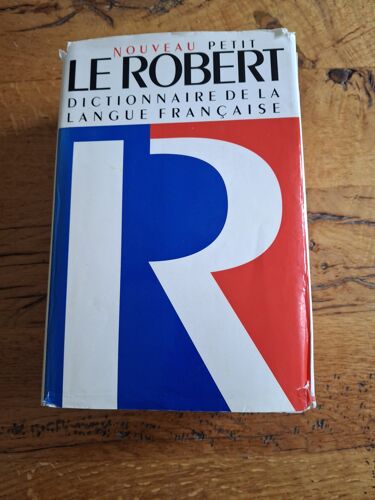 NOUVEAU PETIT
LE ROBERT
DICTIONNAIRE DE LA
LANGUE FRANÇAISE
R